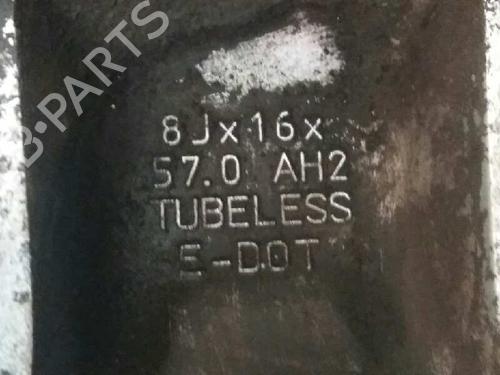 B-PARTS
8Jx16x
57.0 AH2
TUBELESS
E-DOT